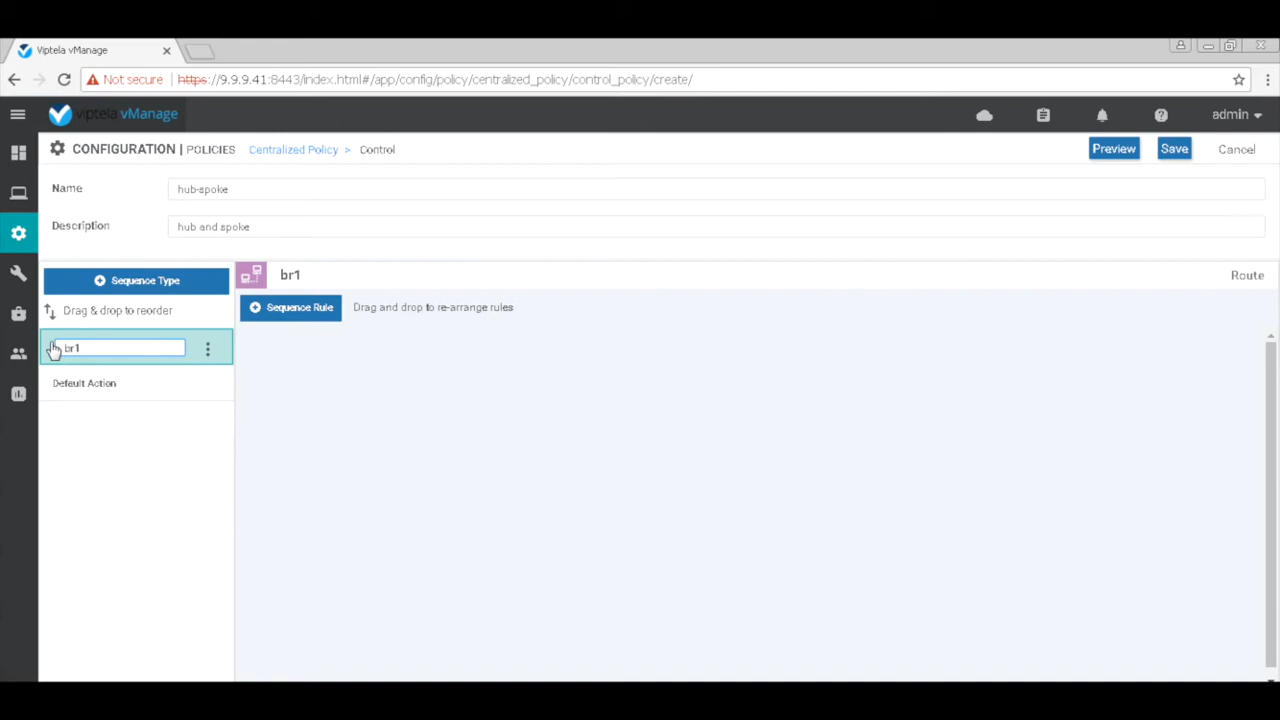 Viptela vManage
Not secure https://9.9.9.41:8443/index.html#/app/config/policy/centralized_policy/control_policy/create/
viptela vManage
admin
CONFIGURATION | POLICIES Centralized Policy > Control
Preview Save Cancel
Name hub-spoke
Description hub and spoke
Sequence Type
br1 Route
Sequence Rule Drag and drop to re-arrange rules
Drag & drop to reorder
br1
Default Action